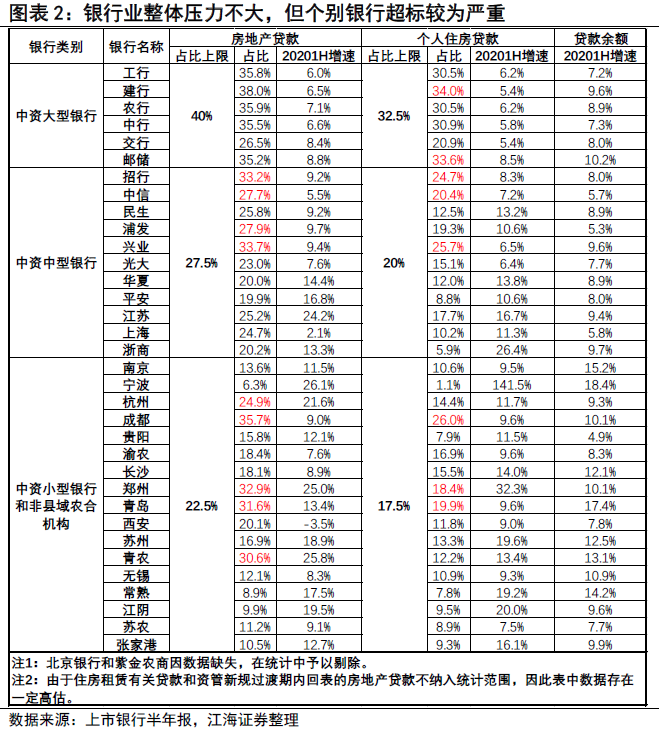 图表2：银行业整体压力不大，但个别银行超标较为严重
银行类别 银行名称 房地产贷款 个人住房贷款 贷款余额
占比上限 占比 20201H增速 占比上限 占比 20201H增速 20201H增速
中资大型银行 40% 32.5%
工行 35.8% 6.0% 30.5% 6.2% 7.2%
建行 38.0% 6.5% 34.0% 5.4% 9.6%
农行 35.9% 7.1% 30.5% 6.2% 8.9%
中行 35.5% 6.6% 30.9% 5.8% 7.3%
交行 26.5% 8.4% 20.9% 5.4% 8.0%
邮储 35.2% 8.8% 33.6% 8.5% 10.2%
中资中型银行 27.5% 20%
招行 33.2% 9.2% 24.7% 8.3% 8.0%
中信 27.7% 5.5% 20.4% 7.2% 5.7%
民生 25.8% 9.2% 12.5% 13.2% 8.9%
浦发 27.9% 9.7% 19.3% 10.6% 5.3%
兴业 33.7% 9.4% 25.7% 6.5% 9.6%
光大 23.0% 7.6% 15.1% 6.4% 7.7%
华夏 20.0% 14.4% 12.0% 13.8% 8.9%
平安 19.9% 16.8% 8.8% 10.6% 8.0%
江苏 25.2% 24.2% 17.7% 16.7% 9.4%
上海 24.7% 2.1% 10.2% 11.3% 5.8%
浙商 20.2% 13.3% 5.9% 26.4% 9.7%
中资小型银行和非县域农合机构 22.5% 17.5%
南京 13.6% 11.5% 10.6% 9.5% 15.2%
宁波 6.3% 26.1% 1.1% 141.5% 18.4%
杭州 24.9% 21.6% 14.4% 11.7% 9.3%
成都 35.7% 9.0% 26.0% 9.6% 10.1%
贵阳 15.8% 12.1% 7.9% 11.5% 4.9%
渝农 18.4% 7.6% 16.9% 9.6% 8.3%
长沙 18.1% 8.9% 15.5% 14.0% 12.1%
郑州 32.9% 25.0% 18.4% 32.3% 10.1%
青岛 31.6% 13.4% 19.9% 9.6% 17.4%
西安 20.1% -3.5% 11.8% 9.0% 7.8%
苏州 16.9% 18.9% 13.3% 19.6% 12.5%
青农 30.6% 25.8% 12.2% 13.4% 13.1%
无锡 12.1% 8.3% 10.9% 9.3% 10.9%
常熟 8.9% 17.5% 7.8% 19.2% 14.2%
江阴 9.9% 19.5% 9.5% 20.0% 9.6%
苏农 11.2% 9.1% 8.9% 7.5% 7.7%
张家港 10.5% 12.7% 9.3% 16.1% 9.9%
注1：北京银行和紫金农商因数据缺失，在统计中予以剔除。
注2：由于住房租赁有关贷款和资管新规过渡期内回表的房地产贷款不纳入统计范围，因此表中数据存在
一定高估。
数据来源：上市银行半年报，江海证券整理